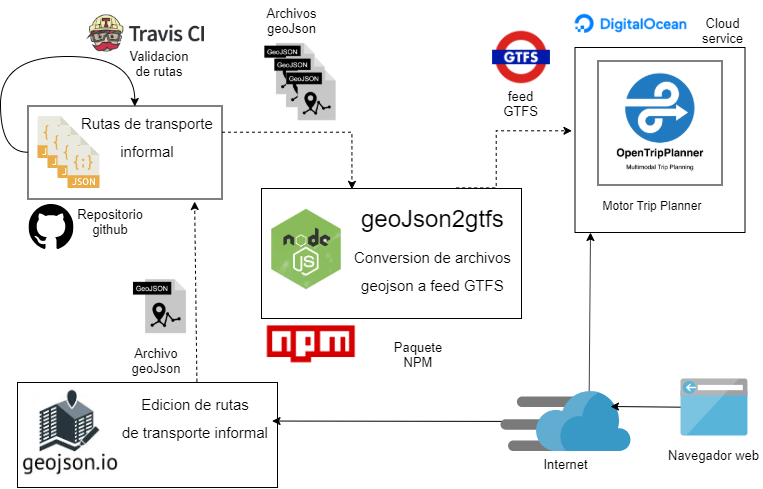 Travis CI
Validacion
de rutas
Archivos
geoJson
GeoJSON
GeoJSON
GeoJSON
GTFS
feed
GTFS
DigitalOcean
Cloud
service
OpenTripPlanner
Multimodal Trip Planning
Motor Trip Planner
Rutas de transporte
informal
{ }
{ }
{ }
{;}
J
J
J
JSON
Repositorio
github
node
JS
geoJson2gtfs
Conversion de archivos
geojson a feed GTFS
npm
Paquete
NPM
GeoJSON
Archivo
geoJson
geojson.io
Edicion de rutas
de transporte informal
Internet
Navegador web